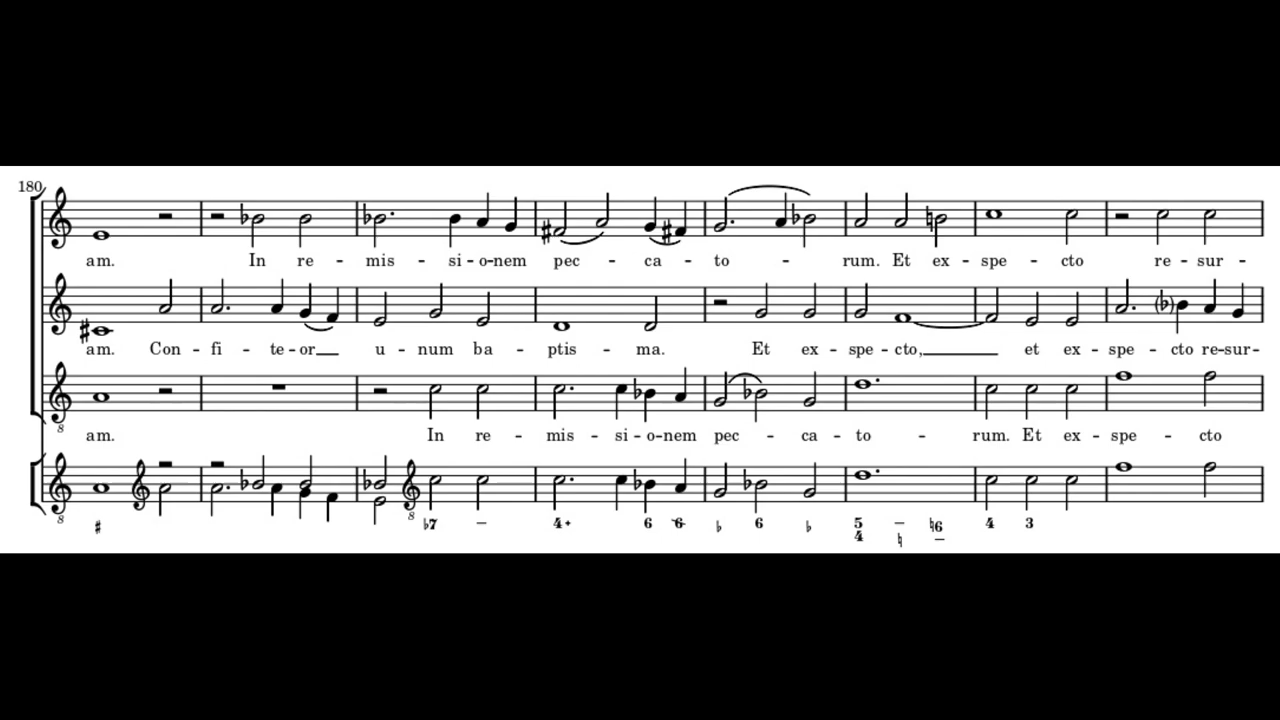 180
am. In re - mis - si - o-nem pec - ca - to - rum. Et ex - spe - cto re - sur -
am. Con - fi - te - or u - num ba - ptis - ma. Et ex - spe - cto, et ex - spe - cto re-sur-
8
am. In re - mis - si - o-nem pec - ca - to - rum. Et ex - spe - cto
8 8
♯ ♭7 – 4+ 6 6 ♭ 6 ♭ 5 – ♮6 4 3
4 ♮ –